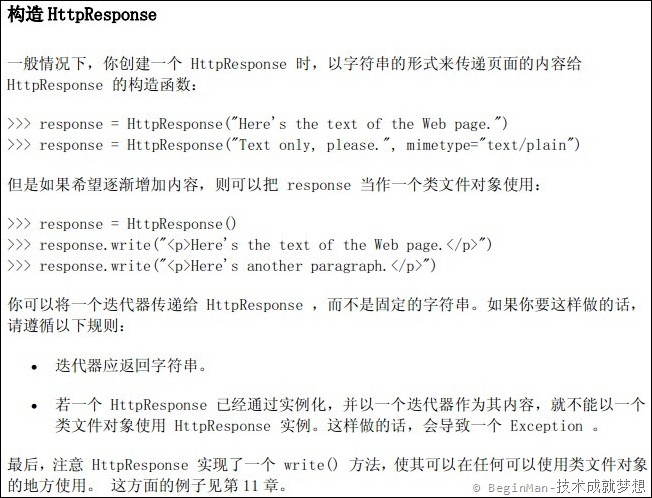 构造 HttpResponse
一般情况下，你创建一个 HttpResponse 时，以字符串的形式来传递页面的内容给
HttpResponse 的构造函数：
>>> response = HttpResponse("Here's the text of the Web page.")
>>> response = HttpResponse("Text only, please.", mimetype="text/plain")
但是如果希望逐渐增加内容，则可以把 response 当作一个类文件对象使用：
>>> response = HttpResponse()
>>> response.write("<p>Here's the text of the Web page.</p>")
>>> response.write("<p>Here's another paragraph.</p>")
你可以将一个迭代器传递给 HttpResponse ，而不是固定的字符串。如果你要这样做的话，
请遵循以下规则：
• 迭代器应返回字符串。
• 若一个 HttpResponse 已经通过实例化，并以一个迭代器作为其内容，就不能以一个
类文件对象使用 HttpResponse 实例。这样做的话，会导致一个 Exception 。
最后，注意 HttpResponse 实现了一个 write() 方法，使其可以在任何可以使用类文件对象
的地方使用。 这方面的例子见第 11 章。
© BeginMan-技术成就梦想